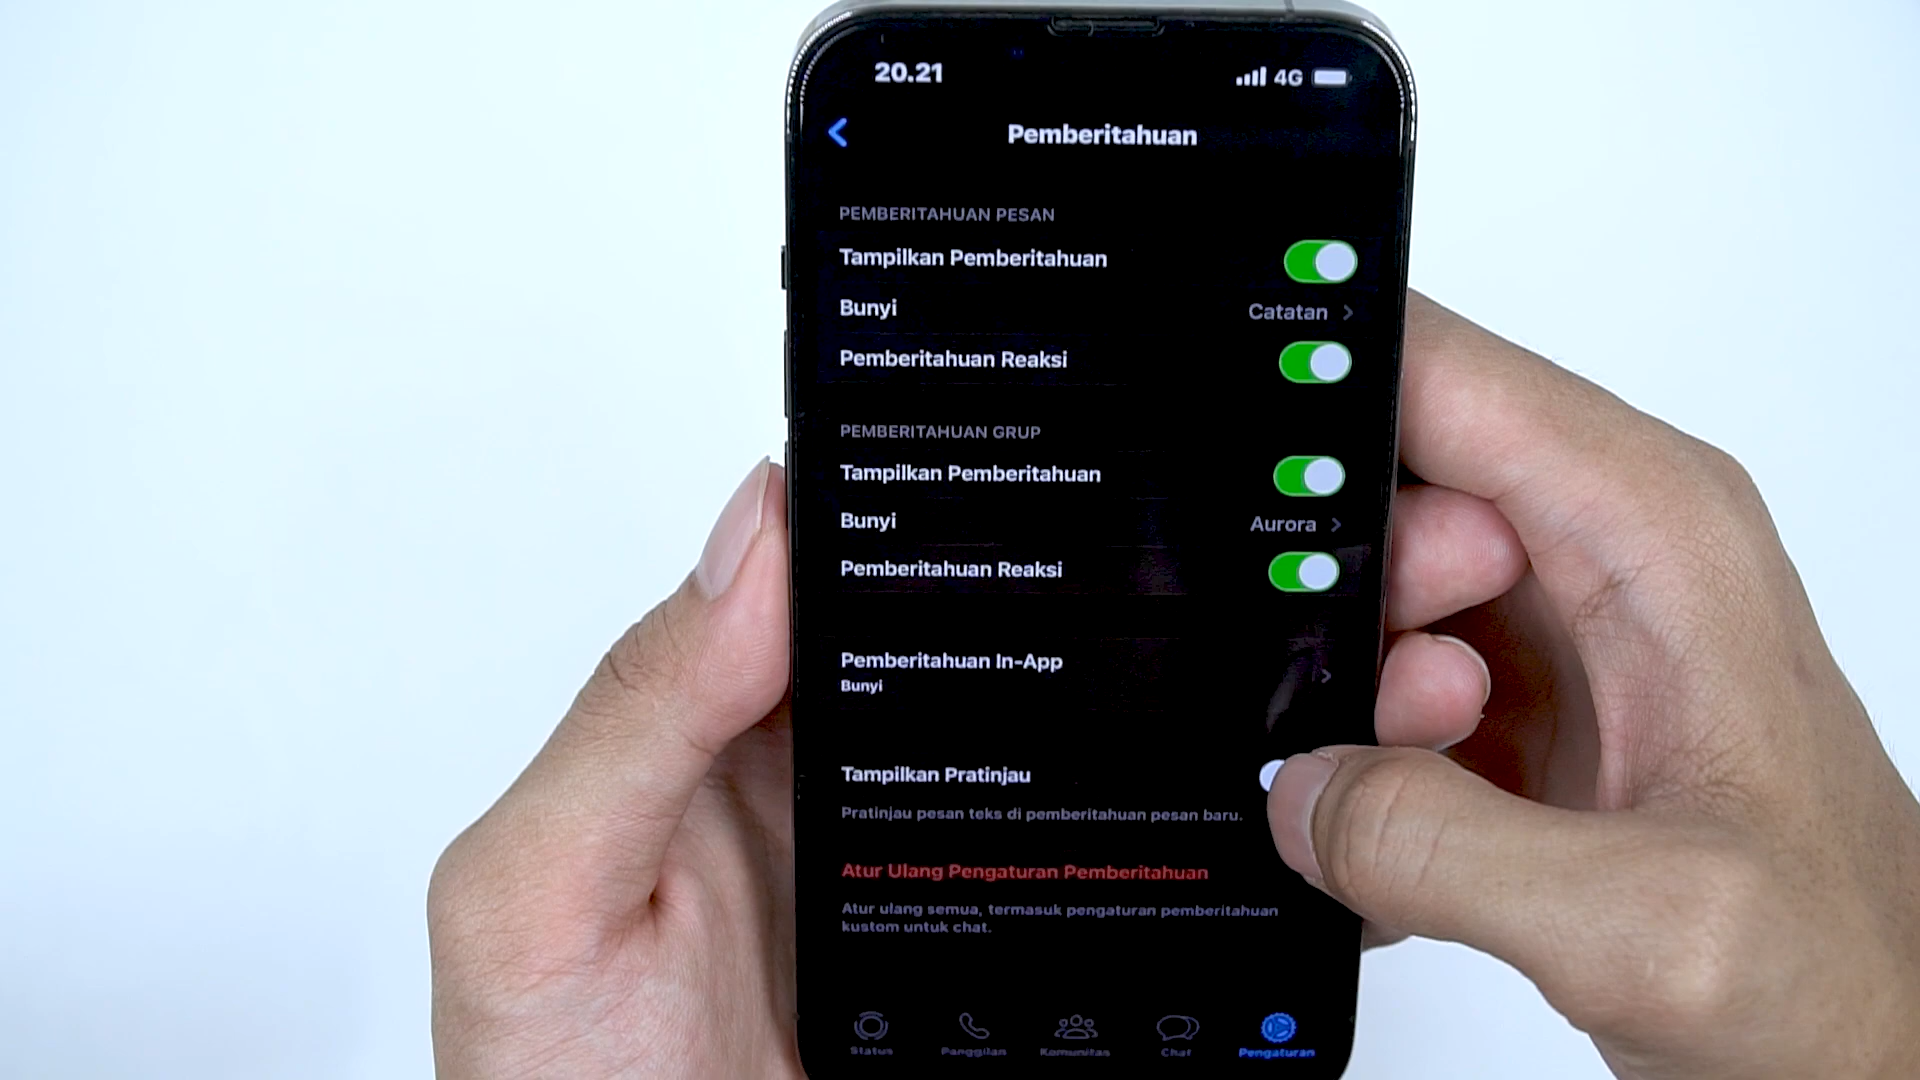 20.21
4G
Pemberitahuan
PEMBERITAHUAN PESAN
Tampilkan Pemberitahuan
Bunyi Catatan
Pemberitahuan Reaksi
PEMBERITAHUAN GRUP
Tampilkan Pemberitahuan
Bunyi Aurora
Pemberitahuan Reaksi
Pemberitahuan In-App
Bunyi
Tampilkan Pratinjau
Pratinjau pesan teks di pemberitahuan pesan baru.
Atur Ulang Pengaturan Pemberitahuan
Atur ulang semua, termasuk pengaturan pemberitahuan
kustom untuk chat.
Status Panggilan Komunitas Chat Pengaturan